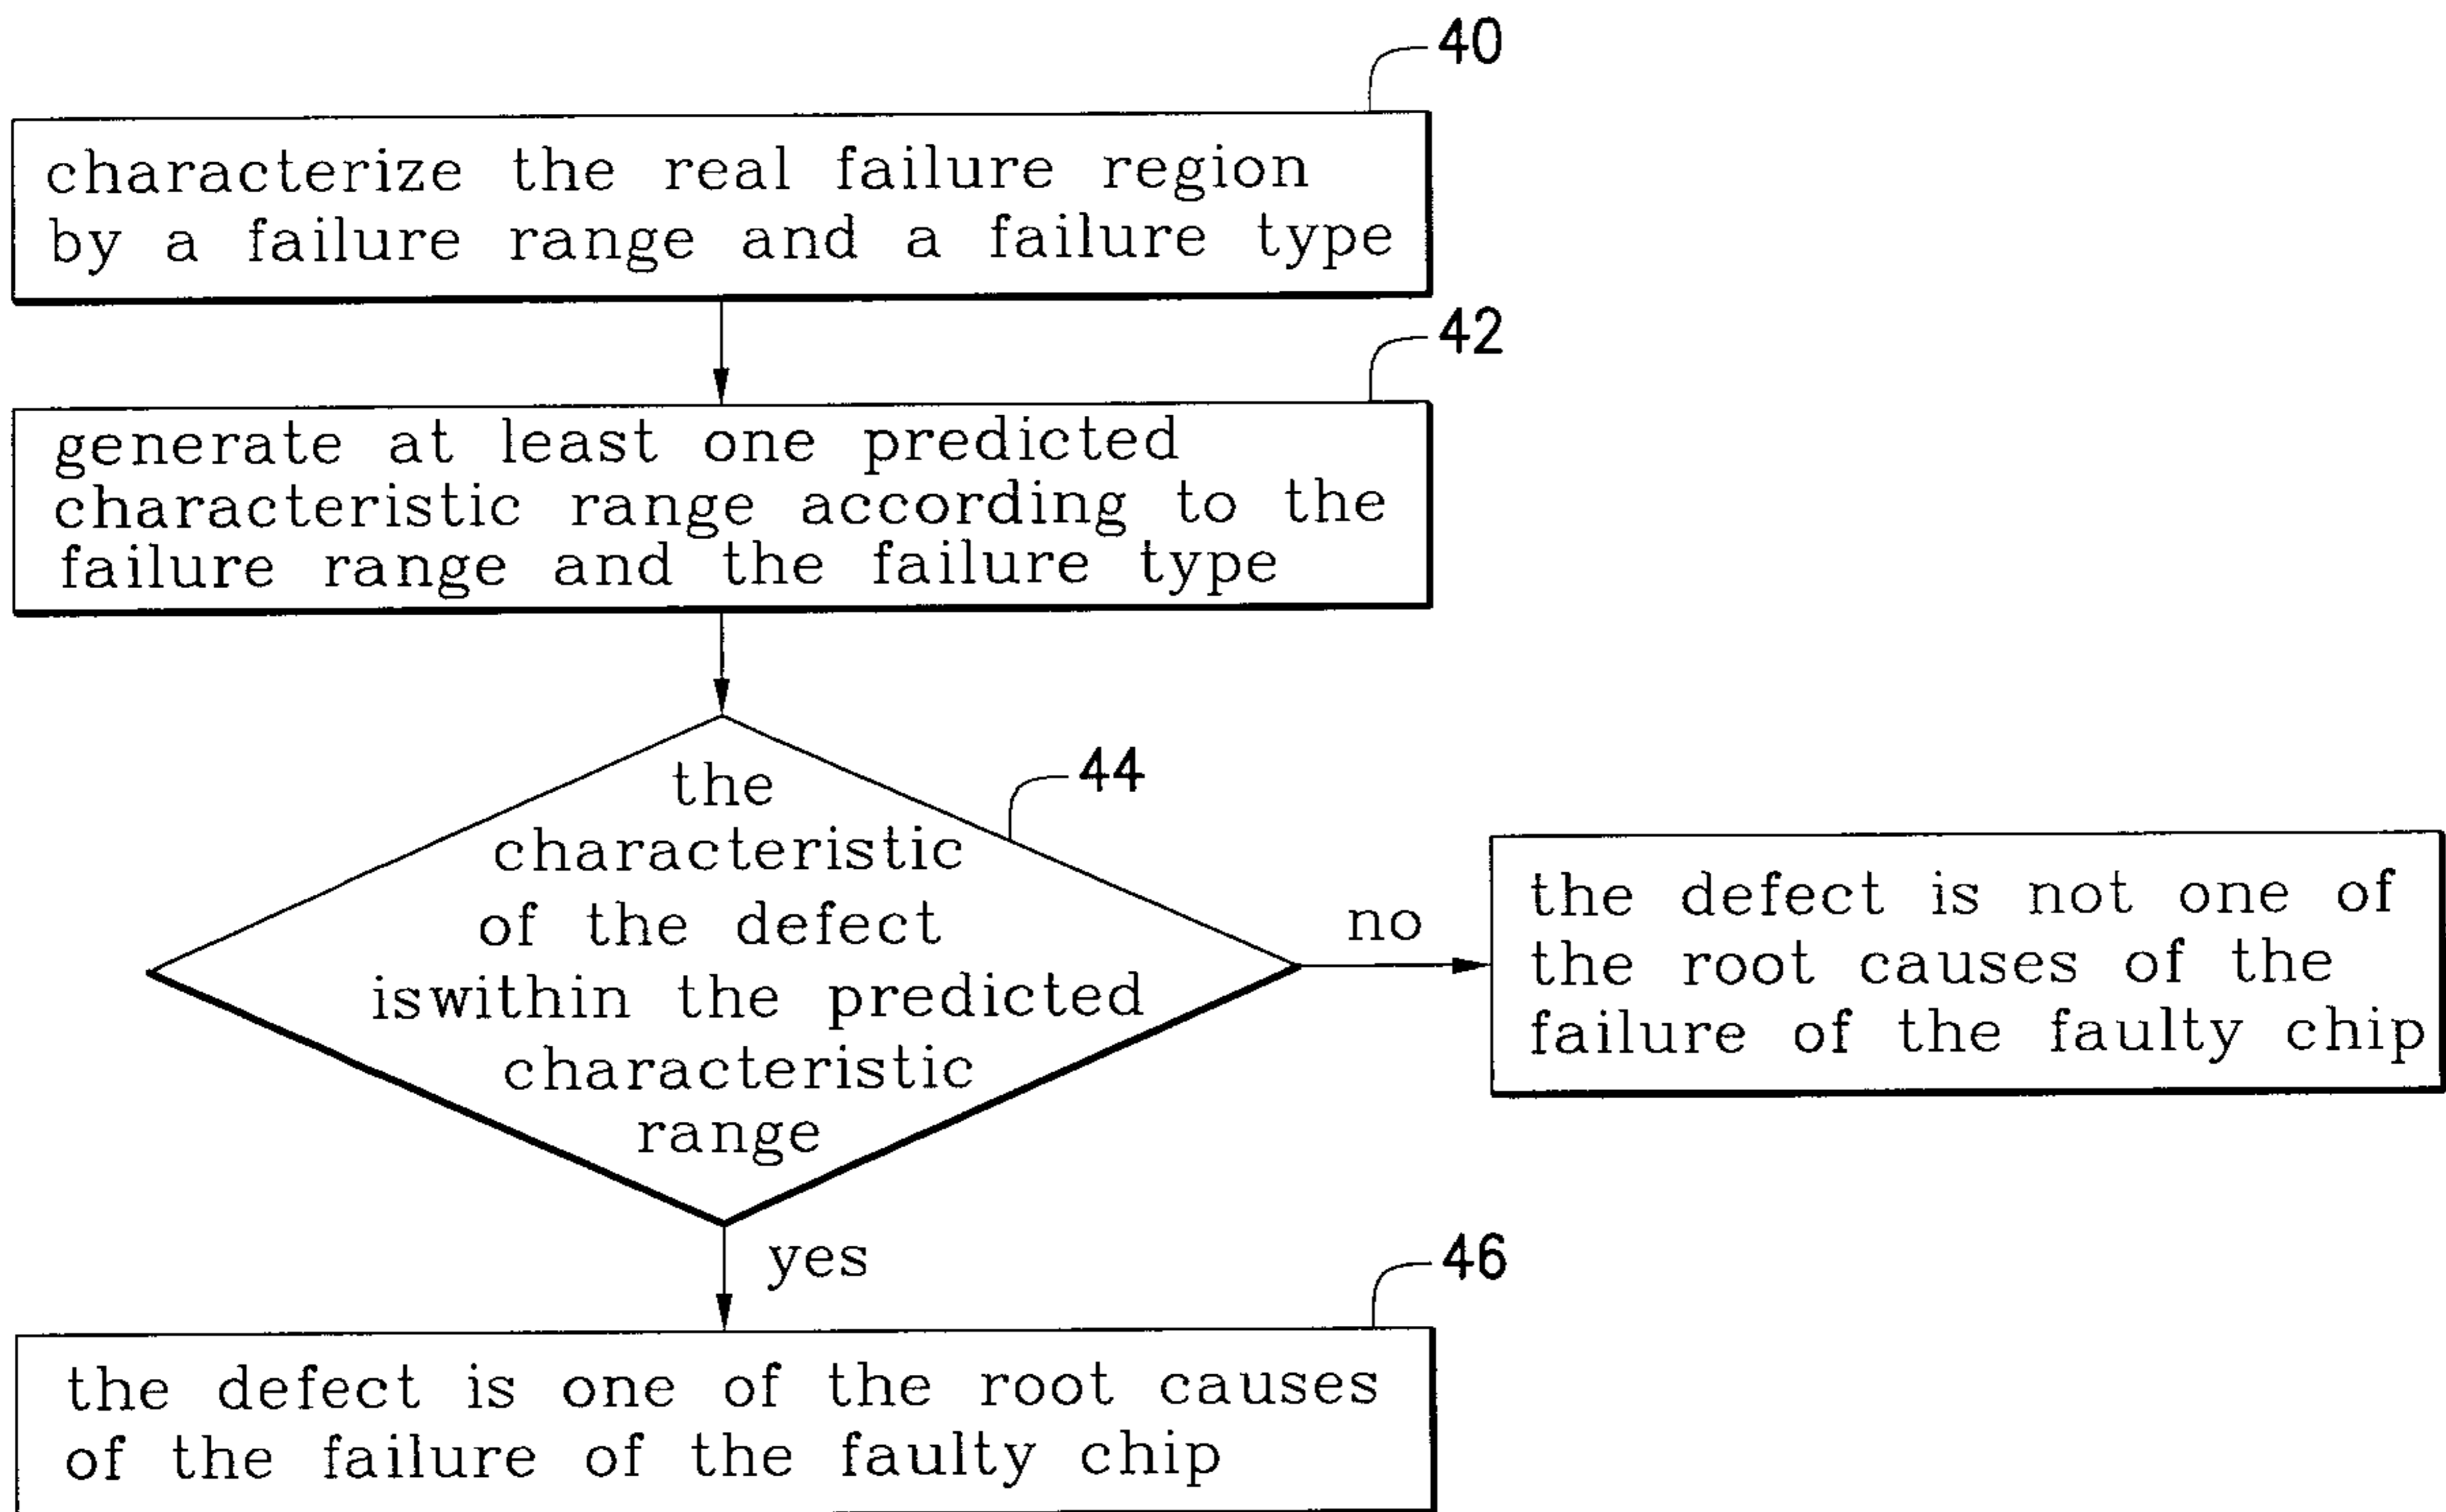 40
characterize the real failure region
by a failure range and a failure type
42
generate at least one predicted
characteristic range according to the
failure range and the failure type
44
the
characteristic
of the defect
iswithin the predicted
characteristic
range
no
the defect is not one of
the root causes of the
failure of the faulty chip
yes
46
the defect is one of the root causes
of the failure of the faulty chip